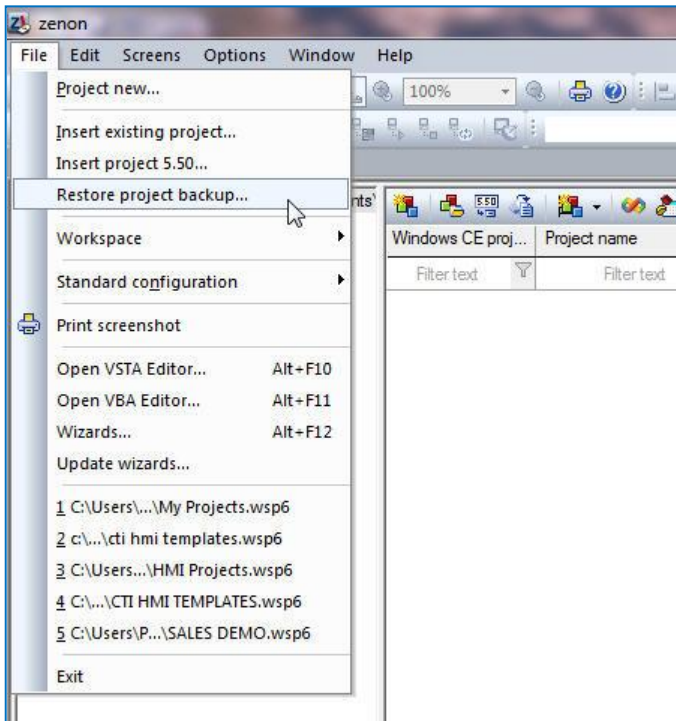 zenon
File Edit Screens Options Window Help
Project new...
100%
Insert existing project...
Insert project 5.50...
Restore project backup...
nts'
5.50
Workspace
Windows CE proj... Project name
Filter text Filter text
Standard configuration
Print screenshot
Open VSTA Editor... Alt+F10
Open VBA Editor... Alt+F11
Wizards... Alt+F12
Update wizards...
1 C:\Users\...\My Projects.wsp6
2 c:\...\cti hmi templates.wsp6
3 C:\Users...\HMI Projects.wsp6
4 C:\...\CTI HMI TEMPLATES.wsp6
5 C:\Users\P...\SALES DEMO.wsp6
Exit